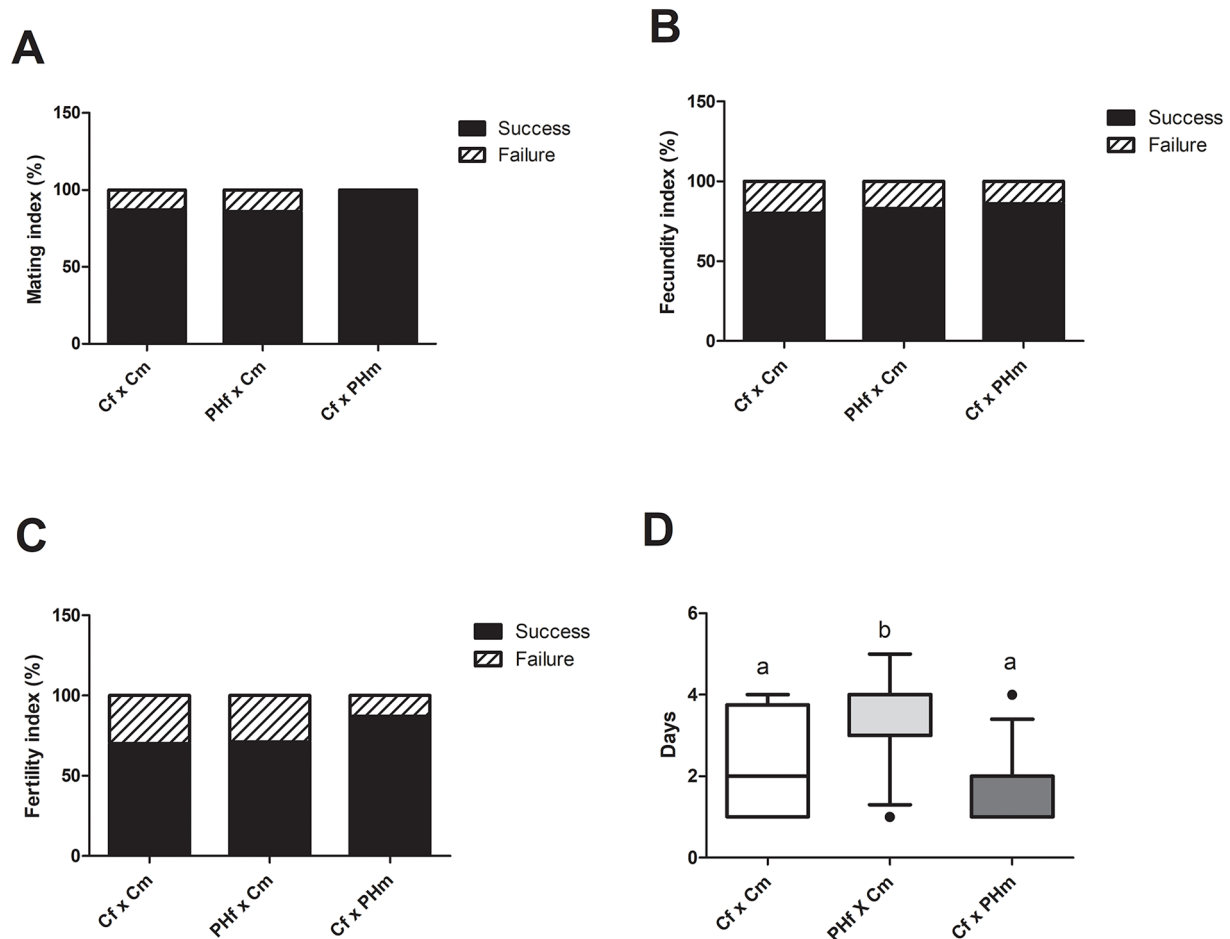 A
Mating index (%)
150
100
50
0
Cf x Cm
PHf x Cm
Cf x PHm
Success
Failure
B
Fecundity index (%)
150
100
50
0
Cf x Cm
PHf x Cm
Cf x PHm
Success
Failure
C
Fertility index (%)
150
100
50
0
Cf x Cm
PHf x Cm
Cf x PHm
Success
Failure
D
Days
6
4
2
0
a
b
a
Cf x Cm
PHf X Cm
Cf x PHm